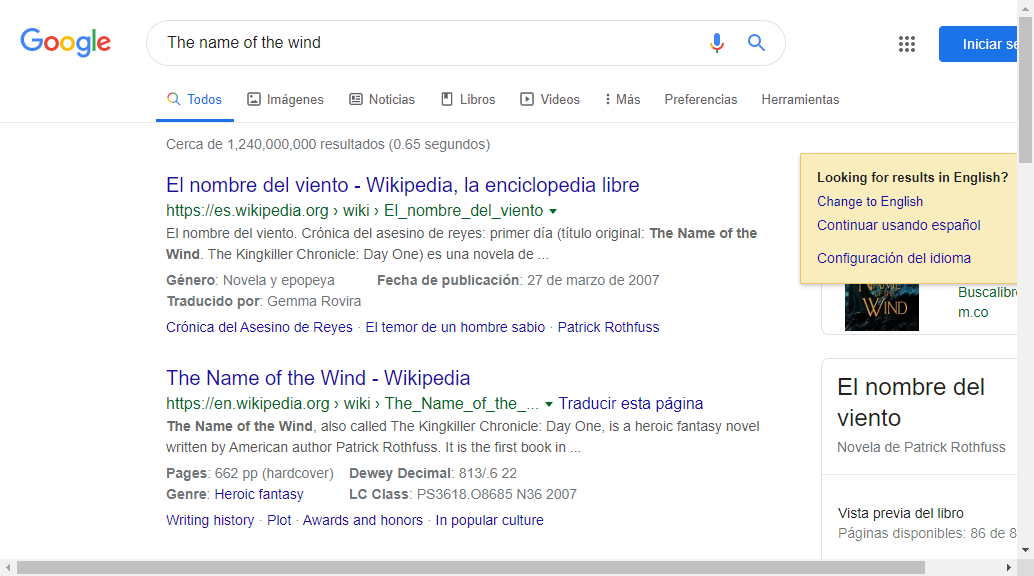 Google
The name of the wind
Iniciar se
Todos Imágenes Noticias Libros Videos Más Preferencias Herramientas
Cerca de 1,240,000,000 resultados (0.65 segundos)
El nombre del viento - Wikipedia, la enciclopedia libre
https://es.wikipedia.org › wiki › El_nombre_del_viento
El nombre del viento. Crónica del asesino de reyes: primer día (título original: The Name of the
Wind. The Kingkiller Chronicle: Day One) es una novela de ...
Género: Novela y epopeya Fecha de publicación: 27 de marzo de 2007
Traducido por: Gemma Rovira
Crónica del Asesino de Reyes · El temor de un hombre sabio · Patrick Rothfuss
The Name of the Wind - Wikipedia
https://en.wikipedia.org › wiki › The_Name_of_the_... Traducir esta página
The Name of the Wind, also called The Kingkiller Chronicle: Day One, is a heroic fantasy novel
written by American author Patrick Rothfuss. It is the first book in ...
Pages: 662 pp (hardcover) Dewey Decimal: 813/.6 22
Genre: Heroic fantasy LC Class: PS3618.O8685 N36 2007
Writing history · Plot · Awards and honors · In popular culture
Looking for results in English?
Change to English
Continuar usando español
Configuración del idioma
NAME
OF THE
WIND
Buscalibre
m.co
El nombre del
viento
Novela de Patrick Rothfuss
Vista previa del libro
Páginas disponibles: 86 de 8